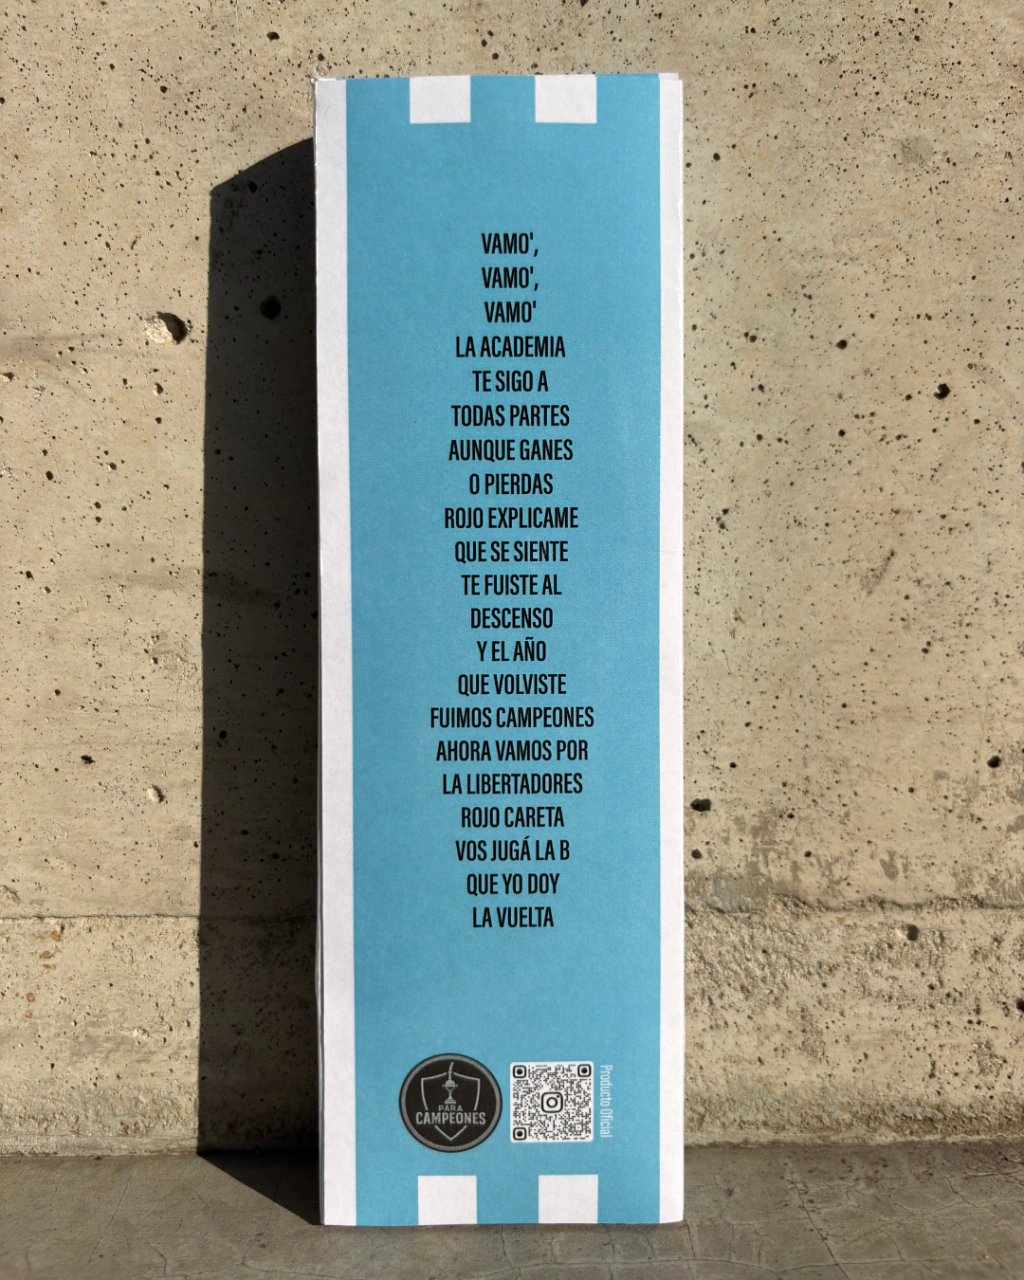 VAMO',
VAMO',
VAMO'
LA ACADEMIA
TE SIGO A
TODAS PARTES
AUNQUE GANES
O PIERDAS
ROJO EXPLICAME
QUE SE SIENTE
TE FUISTE AL
DESCENSO
Y EL AÑO
QUE VOLVISTE
FUIMOS CAMPEONES
AHORA VAMOS POR
LA LIBERTADORES
ROJO CARETA
VOS JUGÁ LA B
QUE YO DOY
LA VUELTA
PARA
CAMPEONES
Producto Oficial